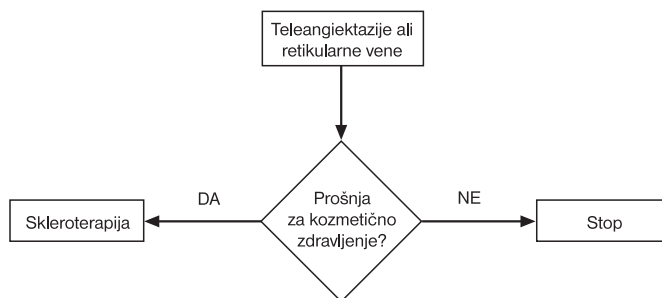 Teleangiektazije ali
retikularne vene
DA
Prošnja
za kozmetično
zdravljenje?
NE
Skleroterapija
Stop